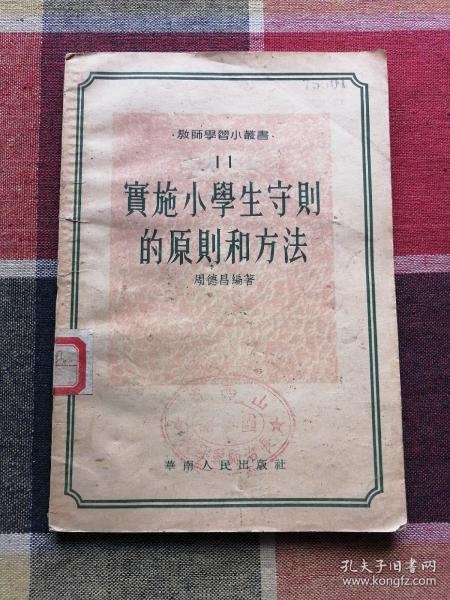 ·教師學習小叢書·
11
實施小學生守則
的原則和方法
周德昌編著
華南人民出版社
孔夫子旧书网
www.kongfz.com